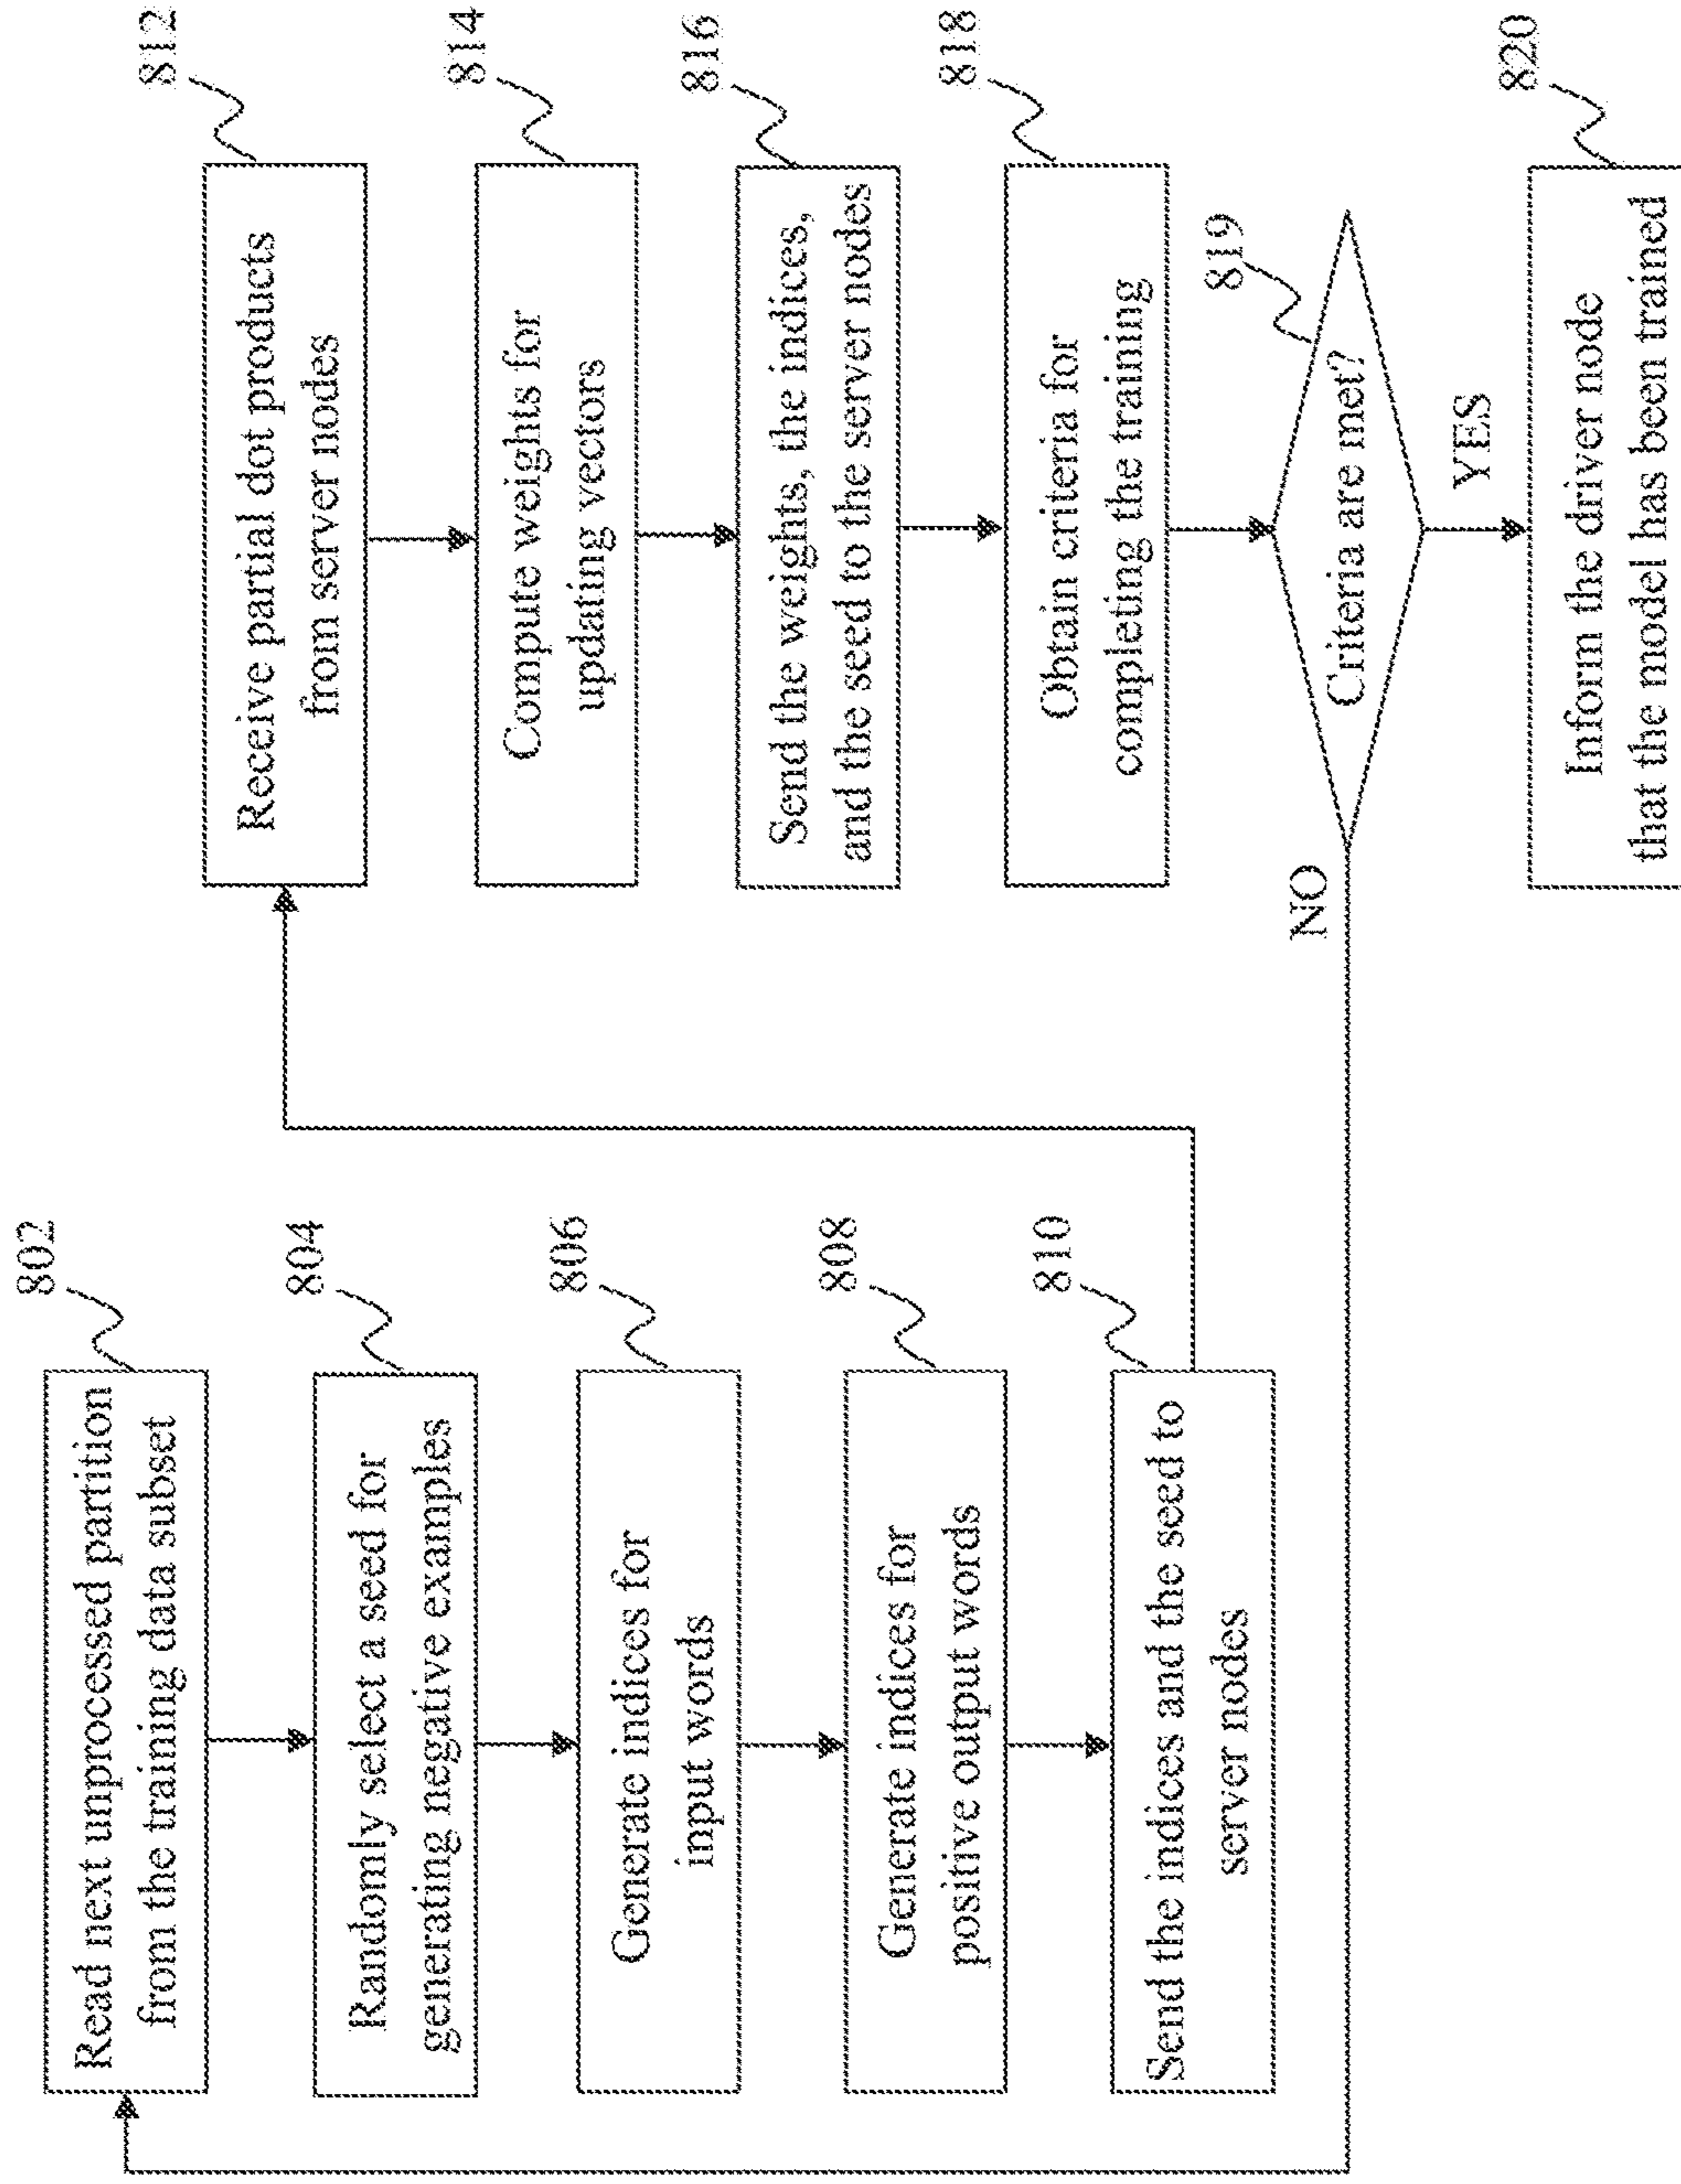 802
Read next unprocessed partition
from the training data subset
804
Randomly select a seed for
generating negative examples
806
Generate indices for
input words
808
Generate indices for
positive output words
810
Send the indices and the seed to
server nodes
812
Receive partial dot products
from server nodes
814
Compute weights for
updating vectors
816
Send the weights, the indices,
and the seed to the server nodes
818
Obtain criteria for
completing the training
819
Criteria are met?
NO
YES
820
Inform the driver node
that the model has been trained